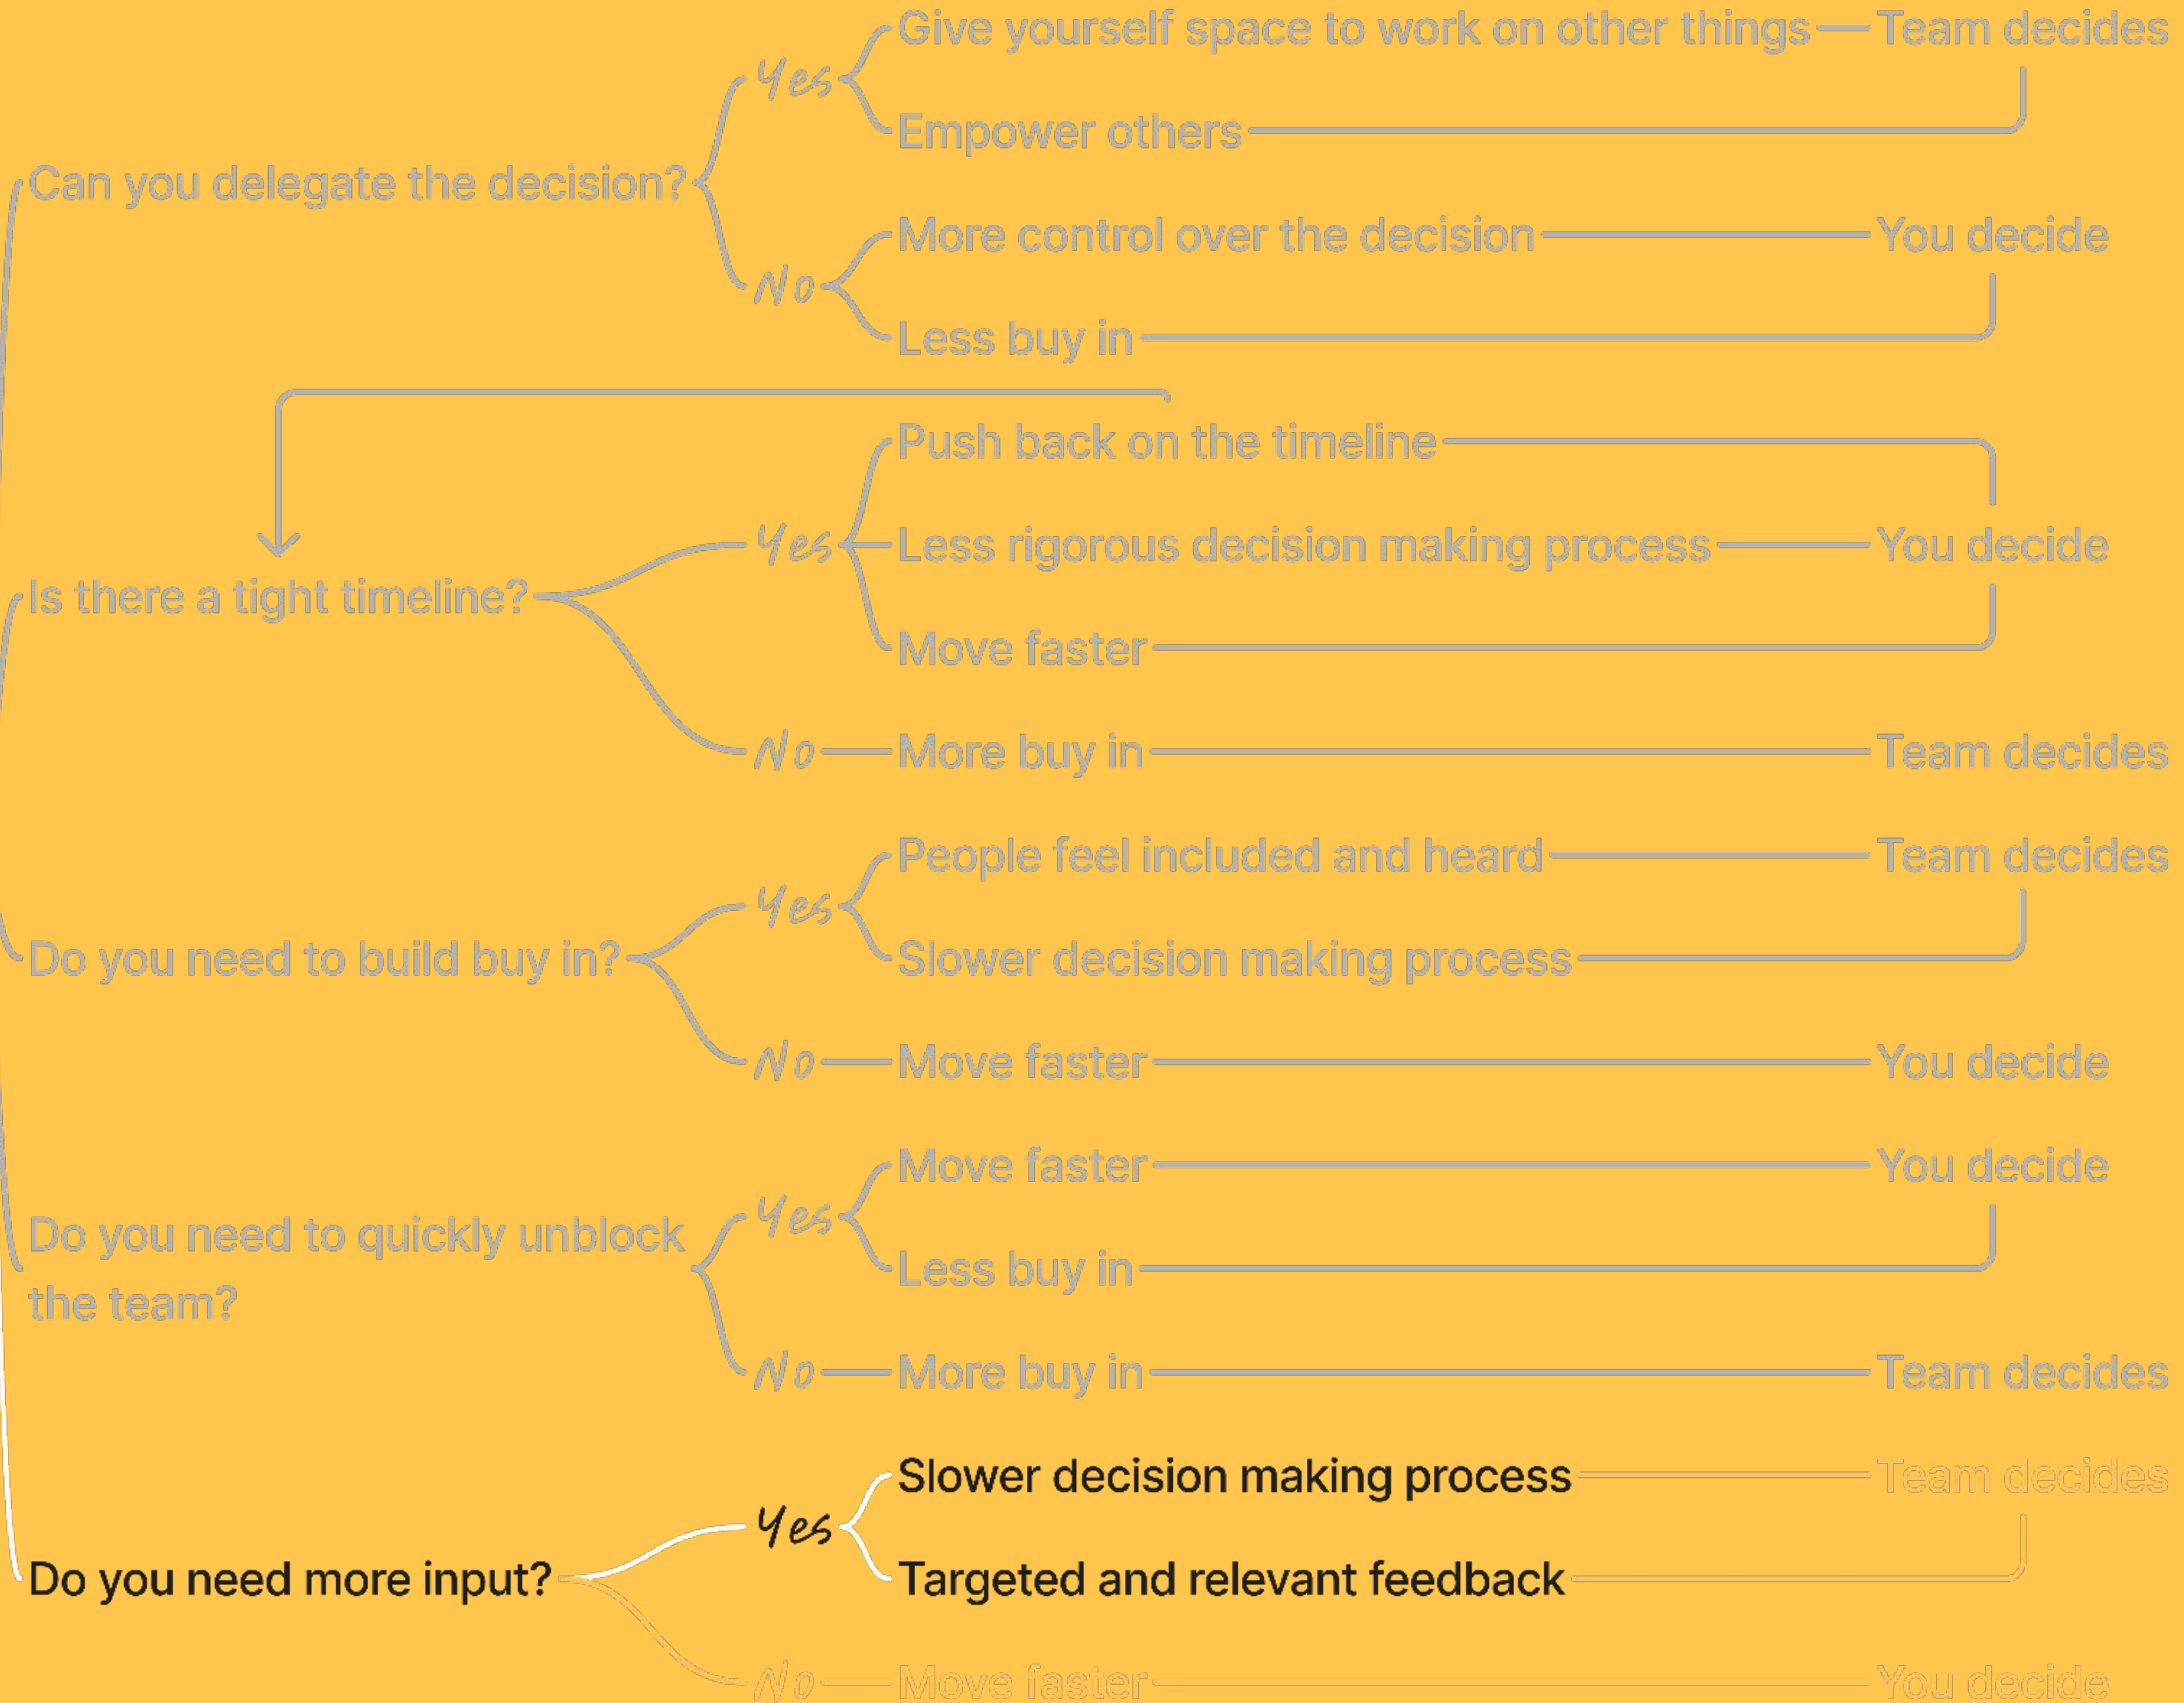 Give yourself space to work on other things Team decides
Yes
Empower others
Can you delegate the decision?
More control over the decision You decide
No
Less buy in
Push back on the timeline
Yes Less rigorous decision making process You decide
Is there a tight timeline?
Move faster
No More buy in Team decides
People feel included and heard Team decides
Yes
Do you need to build buy in? Slower decision making process
No Move faster You decide
Move faster You decide
Yes
Do you need to quickly unblock
the team?
Less buy in
No More buy in Team decides
Slower decision making process Team decides
Yes
Do you need more input? Targeted and relevant feedback
No Move faster You decide